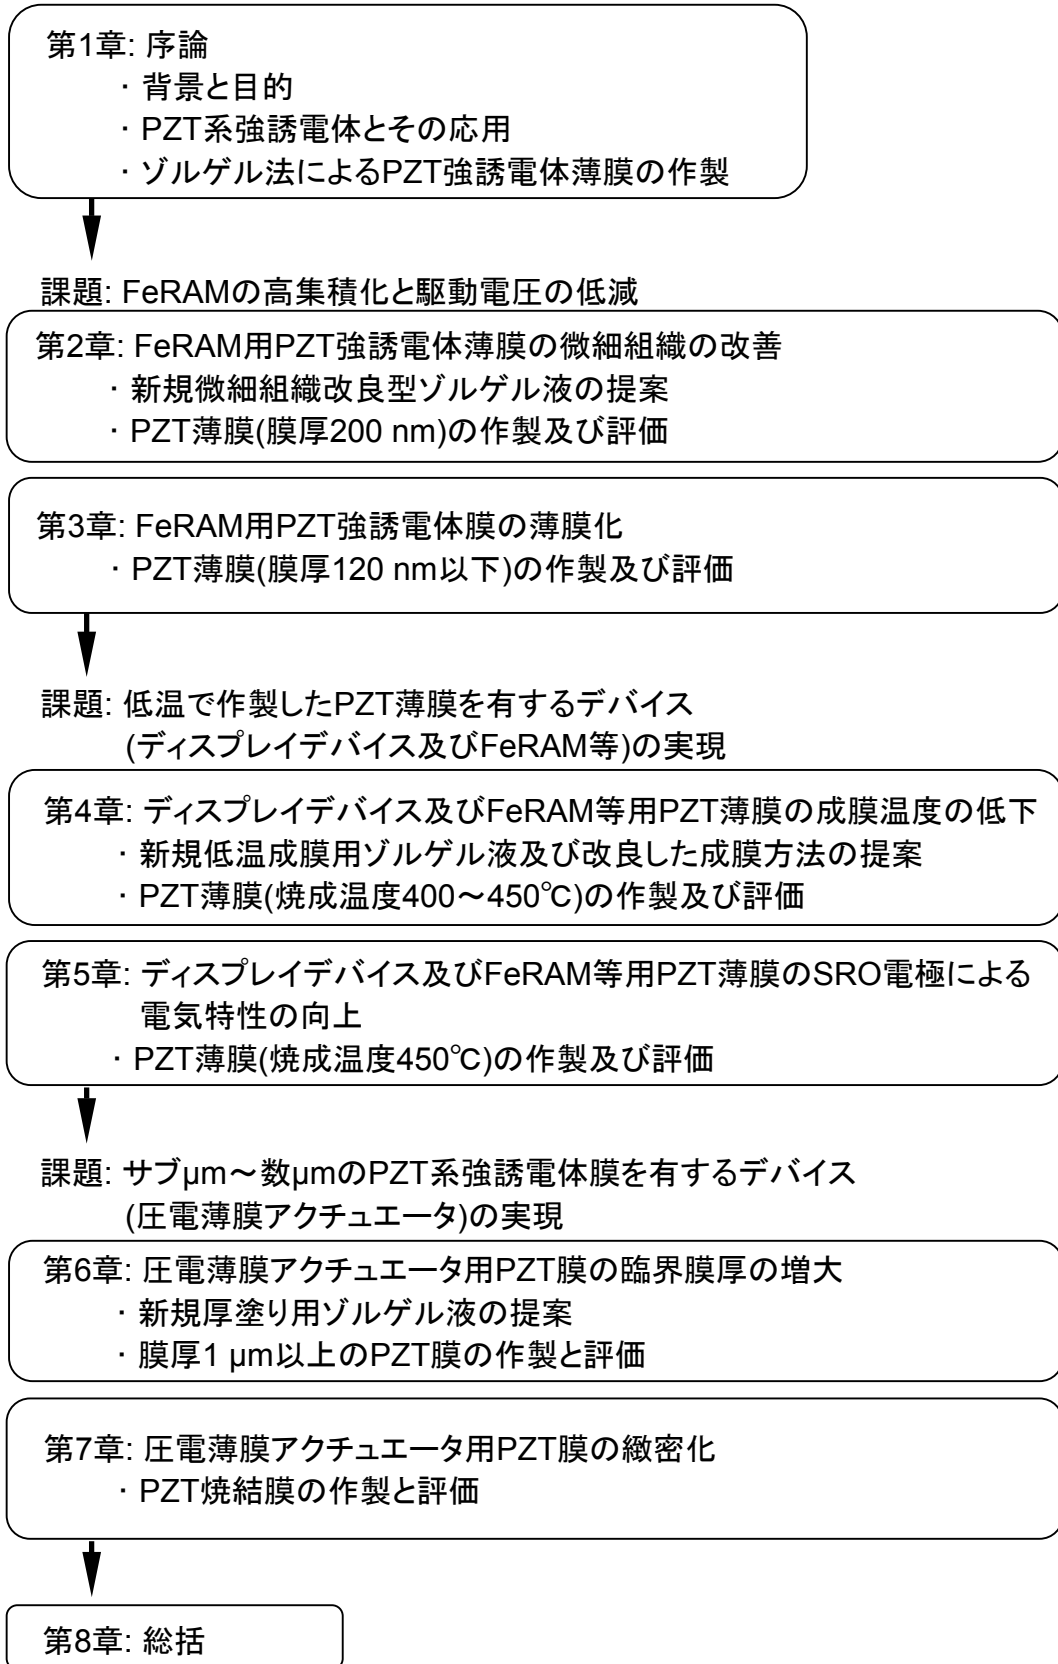 第1章: 序論
・背景と目的
・PZT系強誘電体とその応用
・ゾルゲル法によるPZT強誘電体薄膜の作製
課題: FeRAMの高集積化と駆動電圧の低減
第2章: FeRAM用PZT強誘電体薄膜の微細組織の改善
・新規微細組織改良型ゾルゲル液の提案
・PZT薄膜(膜厚200 nm)の作製及び評価
第3章: FeRAM用PZT強誘電体膜の薄膜化
・PZT薄膜(膜厚120 nm以下)の作製及び評価
課題: 低温で作製したPZT薄膜を有するデバイス
(ディスプレイデバイス及びFeRAM等)の実現
第4章: ディスプレイデバイス及びFeRAM等用PZT薄膜の成膜温度の低下
・新規低温成膜用ゾルゲル液及び改良した成膜方法の提案
・PZT薄膜(焼成温度400～450℃)の作製及び評価
第5章: ディスプレイデバイス及びFeRAM等用PZT薄膜のSRO電極による
電気特性の向上
・PZT薄膜(焼成温度450℃)の作製及び評価
課題: サブμm～数μmのPZT系強誘電体膜を有するデバイス
(圧電薄膜アクチュエータ)の実現
第6章: 圧電薄膜アクチュエータ用PZT膜の臨界膜厚の増大
・新規厚塗り用ゾルゲル液の提案
・膜厚1 μm以上のPZT膜の作製と評価
第7章: 圧電薄膜アクチュエータ用PZT膜の緻密化
・PZT焼結膜の作製と評価
第8章: 総括